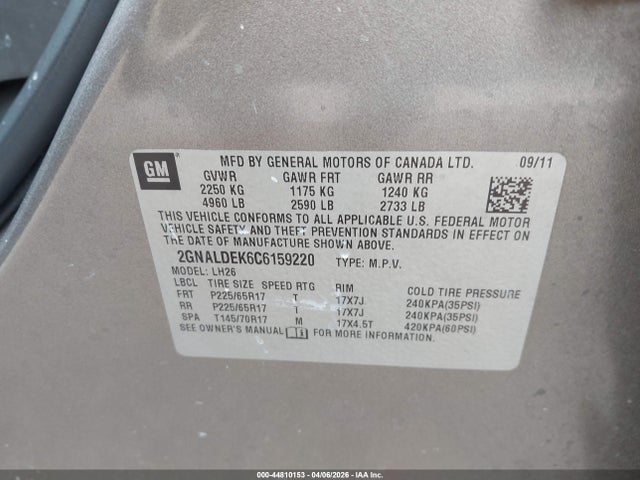 GM
MFD BY GENERAL MOTORS OF CANADA LTD. 09/11
GVWR GAWR FRT GAWR RR
2250 KG 1175 KG 1240 KG
4960 LB 2590 LB 2733 LB
THIS VEHICLE CONFORMS TO ALL APPLICABLE U.S. FEDERAL MOTOR
VEHICLE SAFETY AND THEFT PREVENTION STANDARDS IN EFFECT ON
THE DATE OF MANUFACTURE SHOWN ABOVE.
2GNALDEK6C6159220 TYPE: M.P.V.
MODEL: LH26
LBCL TIRE SIZE SPEED RTG RIM COLD TIRE PRESSURE
FRT P225/65R17 T 17X7J 240KPA(35PSI)
RR P225/65R17 T 17X7J 240KPA(35PSI)
SPA T145/70R17 M 17X4.5T 420KPA(60PSI)
SEE OWNER'S MANUAL FOR MORE INFORMATION.
000-44810153 - 04/06/2026 - IAA Inc.